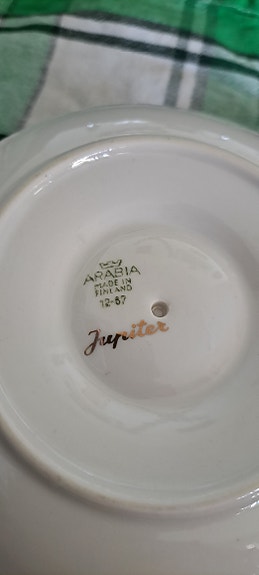 ARABIA
MADE IN
FINLAND
12-67
Jupiter